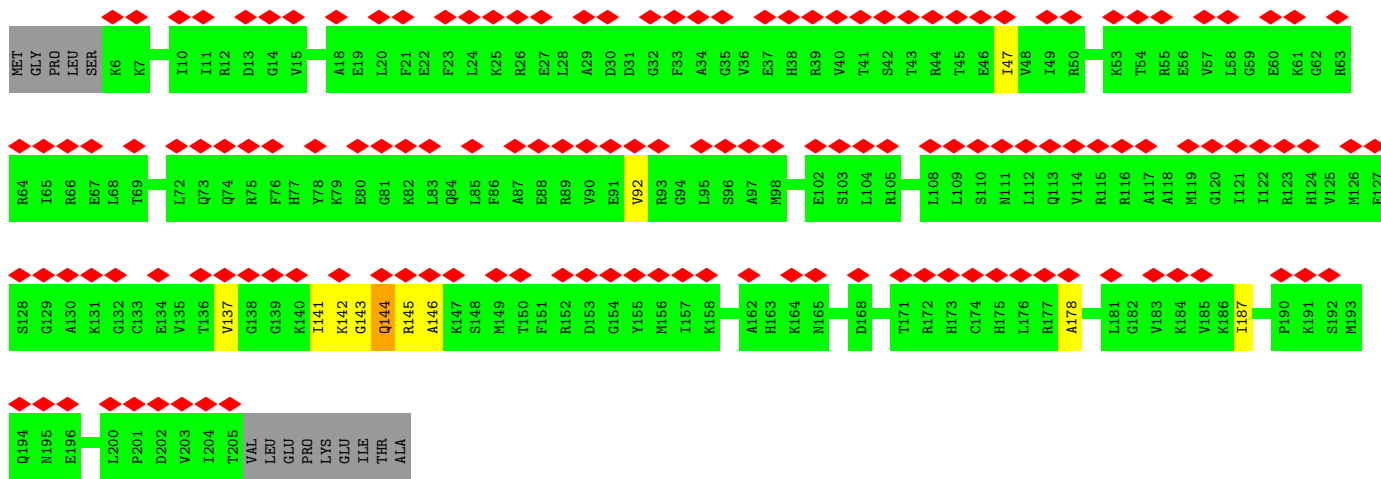 MET GLY PRO LEU SER K6 K7 I10 I11 R12 D13 G14 V15 A18 E19 L20 F21 E22 F23 L24 K25 R26 E27 L28 A29 D30 D31 G32 F33 A34 G35 V36 E37 H38 R39 V40 T41 S42 T43 R44 T45 E46 I47 V48 I49 R50 K53 T54 R55 E56 V57 L58 G59 E60 K61 G62 R63
R64 I65 R66 E67 L68 T69 L72 Q73 Q74 R75 F76 H77 Y78 K79 E80 G81 K82 L83 Q84 L85 F86 A87 E88 R89 V90 E91 V92 R93 G94 L95 S96 A97 M98 E102 S103 L104 R105 L108 L109 S110 N111 L112 Q113 V114 R115 R116 A117 A118 M119 G120 I121 I122 R123 H124 V125 M126 E127
S128 G129 A130 K131 G132 C133 E134 V135 T136 V137 G138 G139 K140 I141 K142 G143 Q144 R145 A146 K147 S148 M149 T150 F151 R152 D153 G154 Y155 M156 I157 K158 A162 H163 K164 N165 D168 T171 R172 H173 C174 H175 L176 R177 A178 L181 G182 V183 K184 V185 K186 I187 P190 K191 S192 M193
Q194 N195 E196 L200 P201 D202 V203 I204 T205 VAL LEU GLU PRO LYS GLU ILE THR ALA